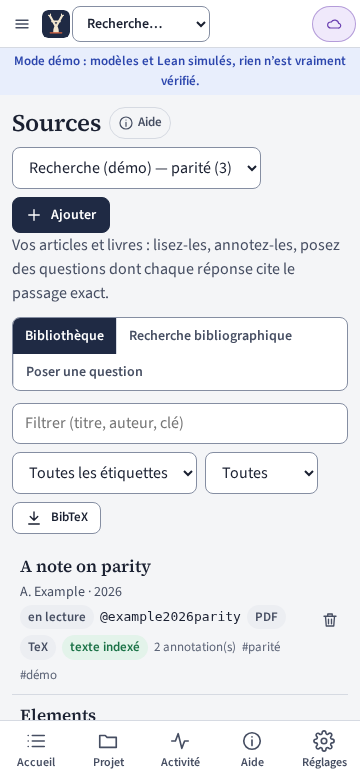 Recherche…
Mode démo : modèles et Lean simulés, rien n’est vraiment
vérifié.
Sources
Aide
Recherche (démo) — parité (3)
Ajouter
Vos articles et livres : lisez-les, annotez-les, posez
des questions dont chaque réponse cite le
passage exact.
Bibliothèque
Recherche bibliographique
Poser une question
Filtrer (titre, auteur, clé)
Toutes les étiquettes
Toutes
BibTeX
A note on parity
A. Example · 2026
en lecture @example2026parity PDF
TeX texte indexé 2 annotation(s) #parité
#démo
Elements
Accueil
Projet
Activité
Aide
Réglages